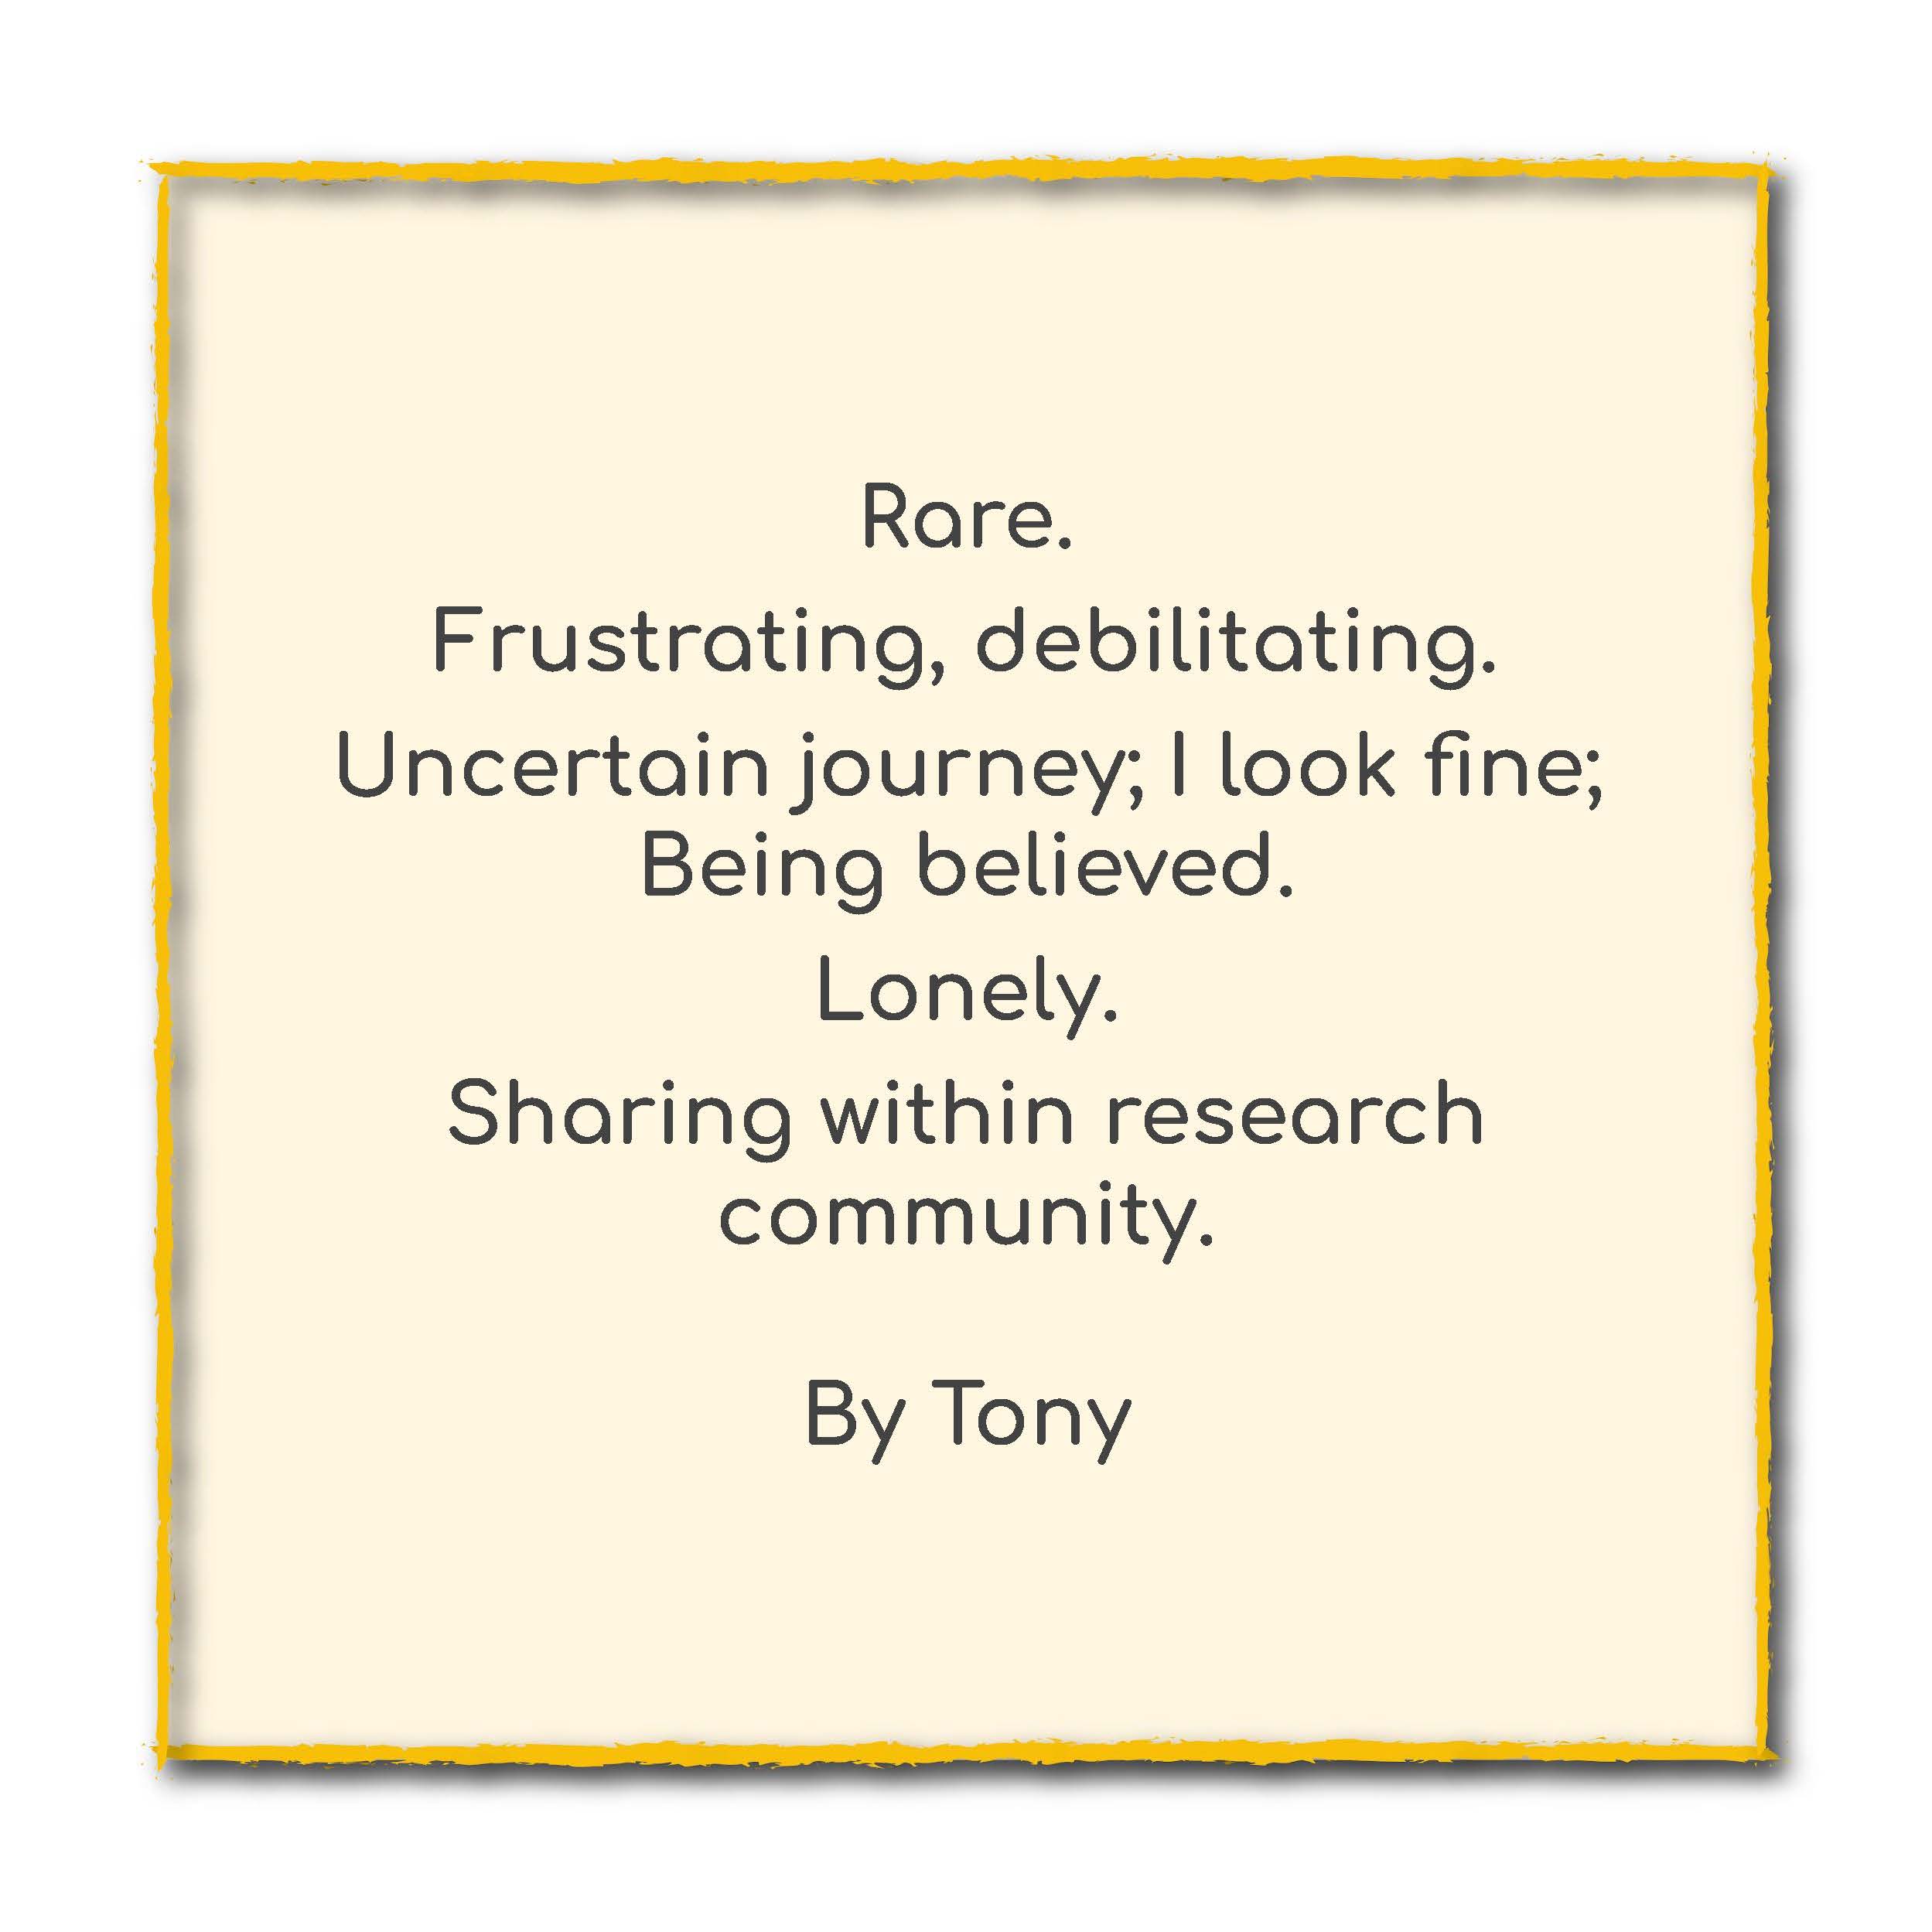 Rare.
Frustrating, debilitating.
Uncertain journey; I look fine;
Being believed.
Lonely.
Sharing within research
community.
By Tony